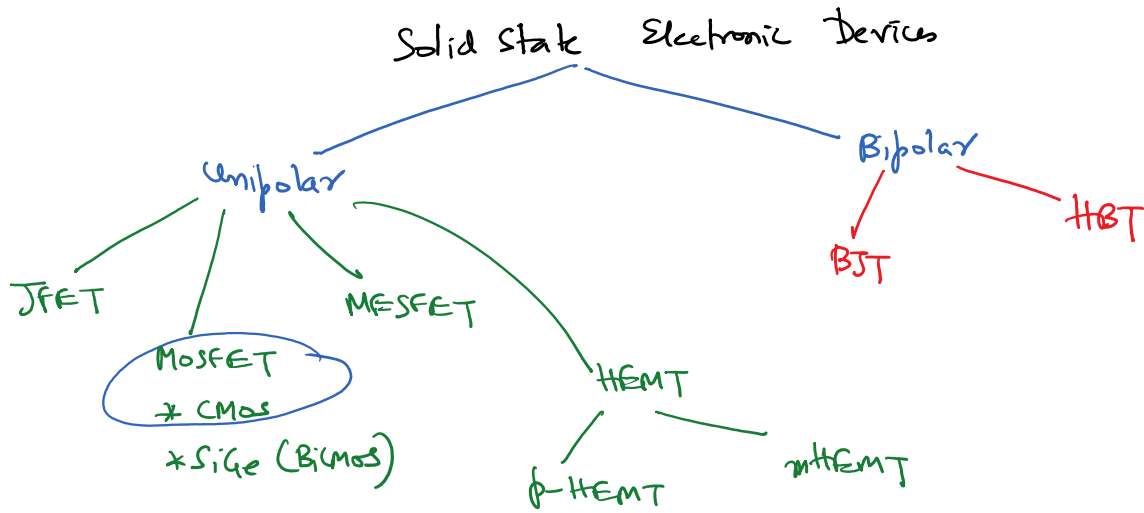 Solid State Electronic Devices
Unipolar
Bipolar
JFET
MOSFET
* CMOS
* SiGe (BiCMOS)
MESFET
HEMT
p-HEMT
mHEMT
BJT
HBT